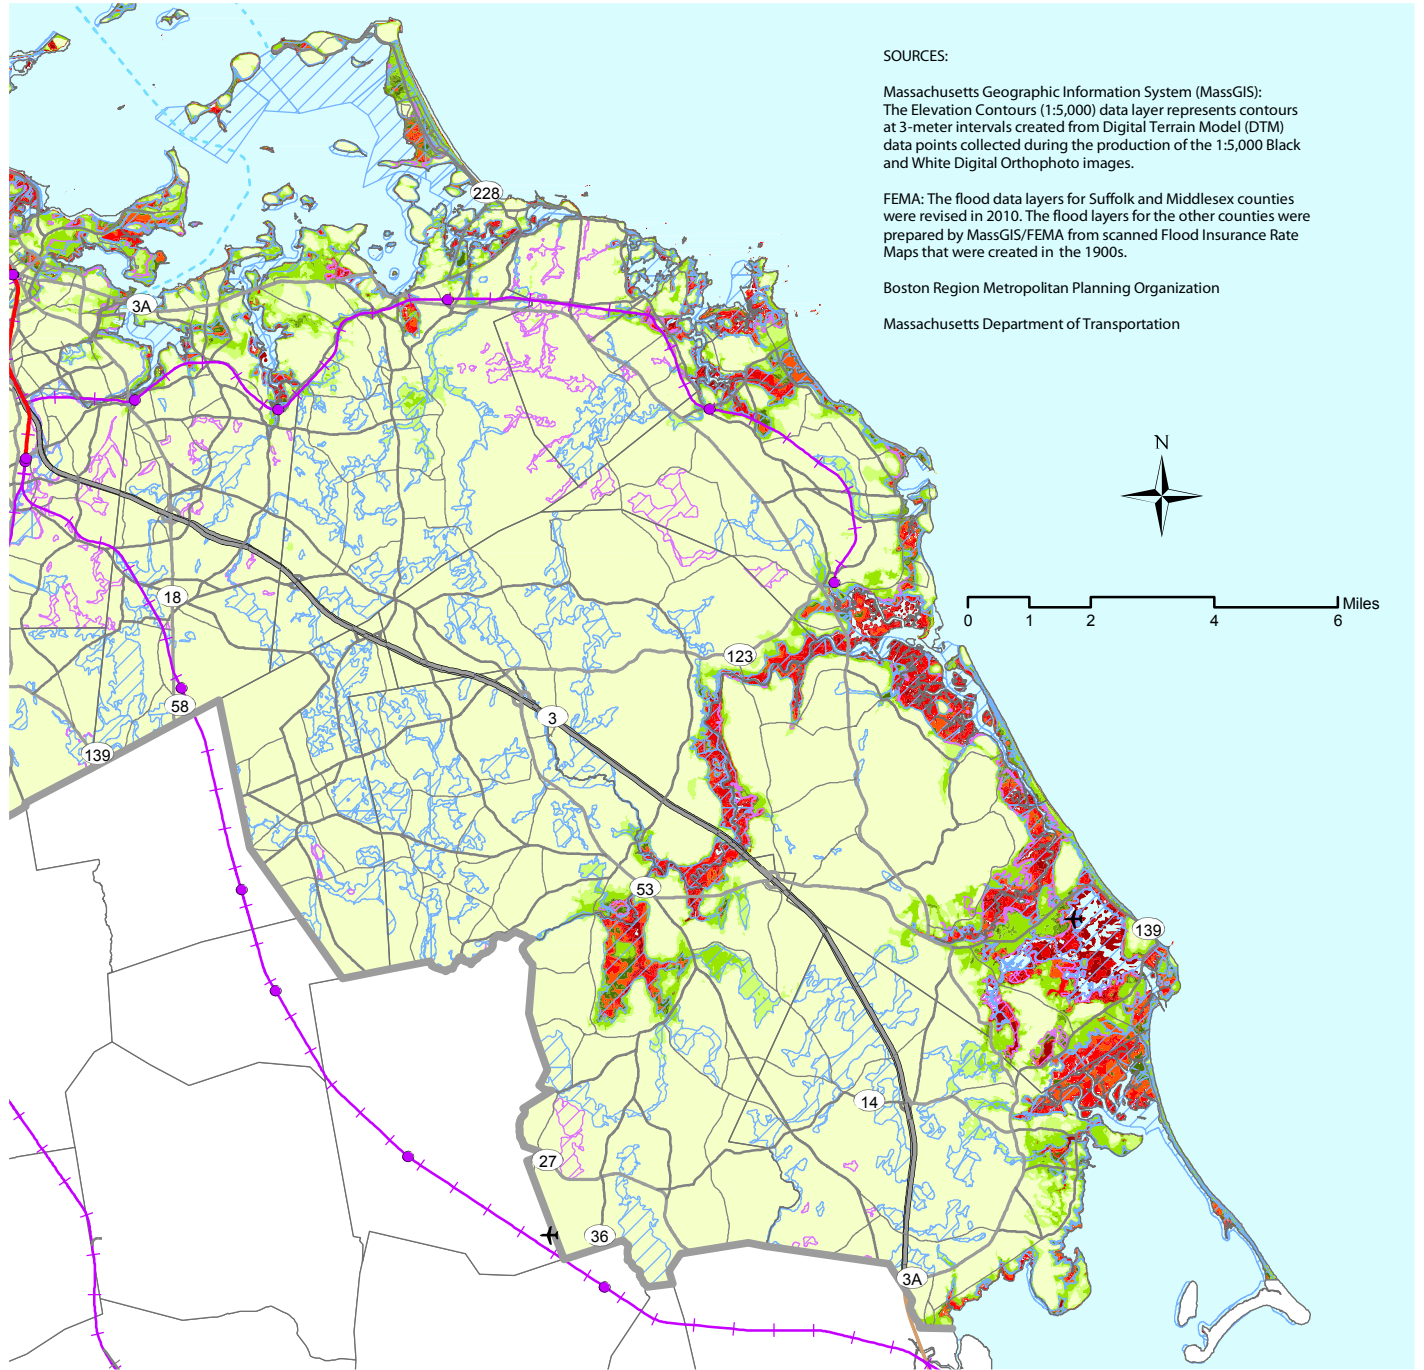 SOURCES:
Massachusetts Geographic Information System (MassGIS):
The Elevation Contours (1:5,000) data layer represents contours
at 3-meter intervals created from Digital Terrain Model (DTM)
data points collected during the production of the 1:5,000 Black
and White Digital Orthophoto images.
FEMA: The flood data layers for Suffolk and Middlesex counties
were revised in 2010. The flood layers for the other counties were
prepared by MassGIS/FEMA from scanned Flood Insurance Rate
Maps that were created in the 1900s.
Boston Region Metropolitan Planning Organization
Massachusetts Department of Transportation
228
3A
N
18
Miles
0 1 2 4 6
123
58
3
139
53
139
14
27
36
3A